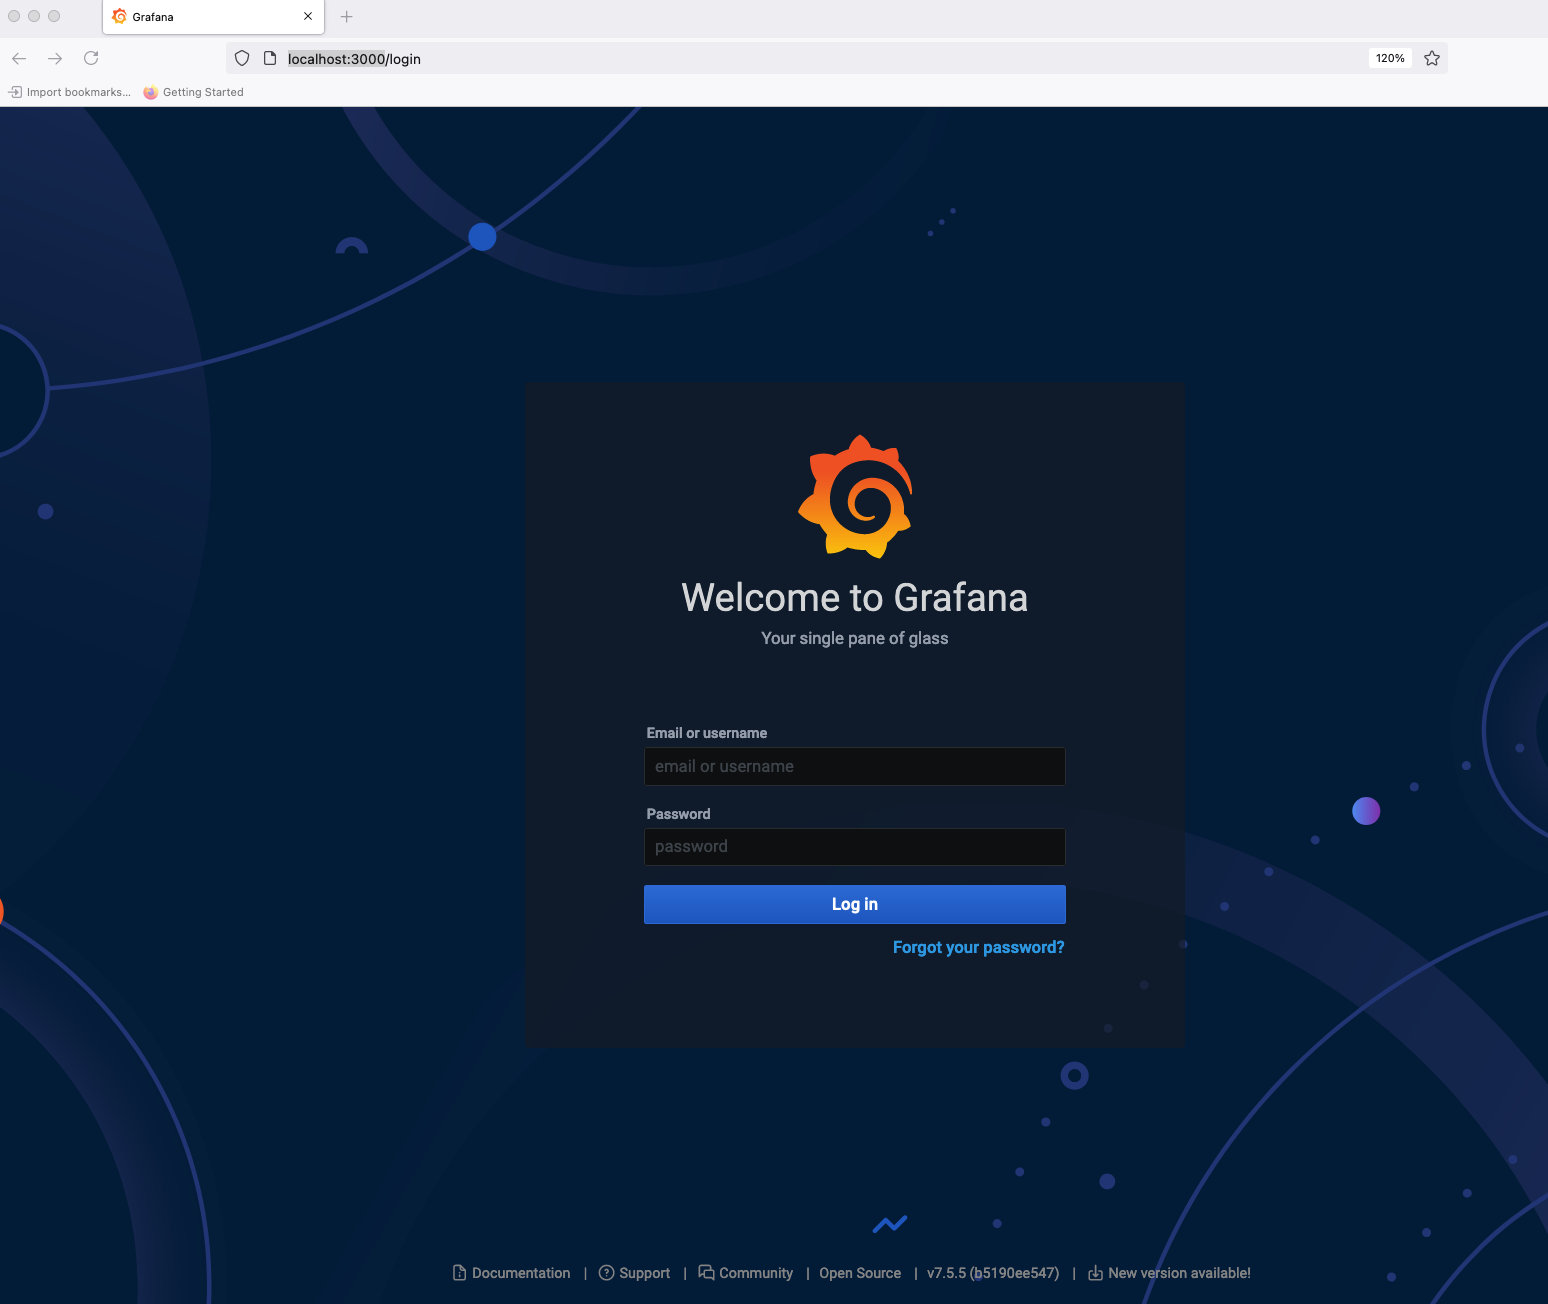 Grafana
localhost:3000/login
120%
Import bookmarks...
Getting Started
Welcome to Grafana
Your single pane of glass
Email or username
email or username
Password
password
Log in
Forgot your password?
Documentation | Support | Community | Open Source | v7.5.5 (b5190ee547) | New version available!